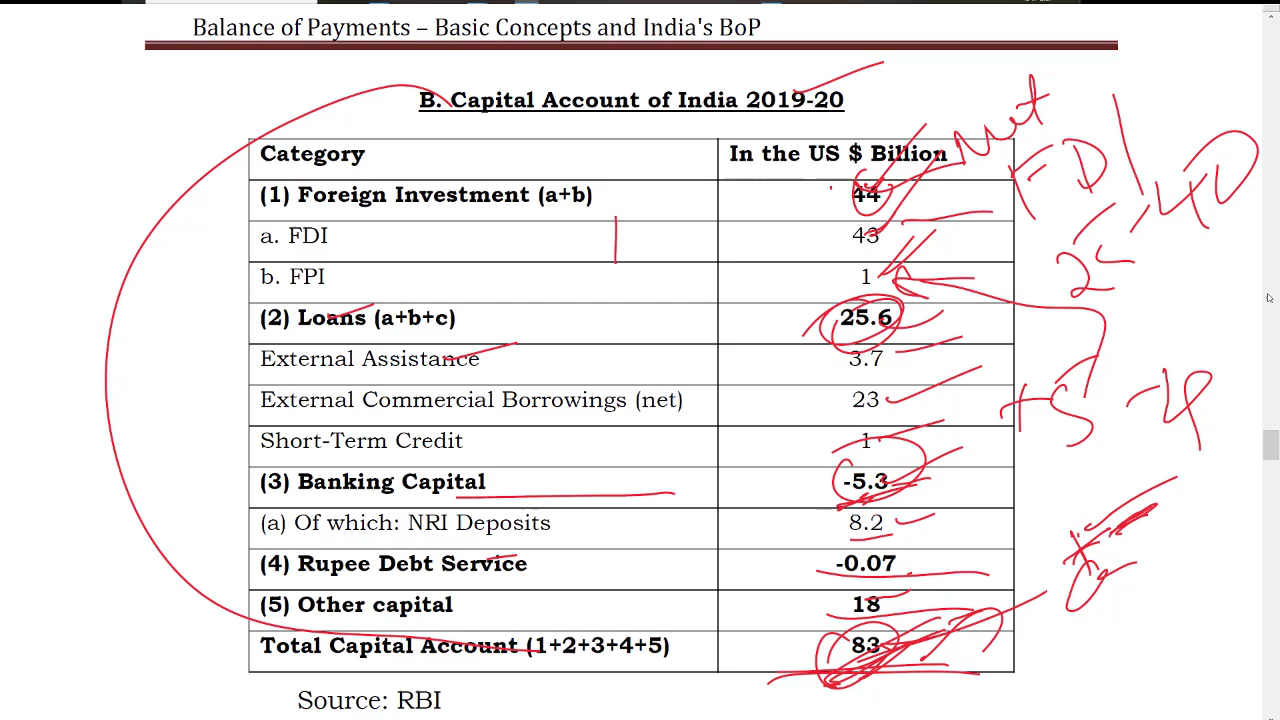 Balance of Payments – Basic Concepts and India's BoP
B. Capital Account of India 2019-20
Category In the US $ Billion
(1) Foreign Investment (a+b) 44
a. FDI 43
b. FPI 1
(2) Loans (a+b+c) 25.6
External Assistance 3.7
External Commercial Borrowings (net) 23
Short-Term Credit 1
(3) Banking Capital -5.3
(a) Of which: NRI Deposits 8.2
(4) Rupee Debt Service -0.07
(5) Other capital 18
Total Capital Account (1+2+3+4+5) 83
Source: RBI
Net
FD
+5 -4